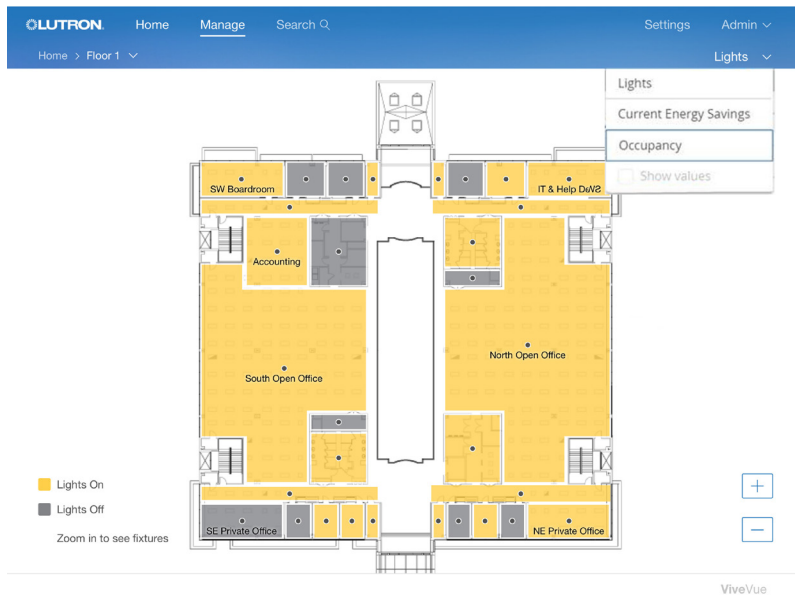 LUTRON. Home Manage Search Settings Admin
Home > Floor 1 Lights
Lights
Current Energy Savings
Occupancy
Show values
SW Boardroom
IT & Help DeWS
Accounting
North Open Office
South Open Office
Lights On
Lights Off
SE Private Office
NE Private Office
Zoom in to see fixtures
ViveVue